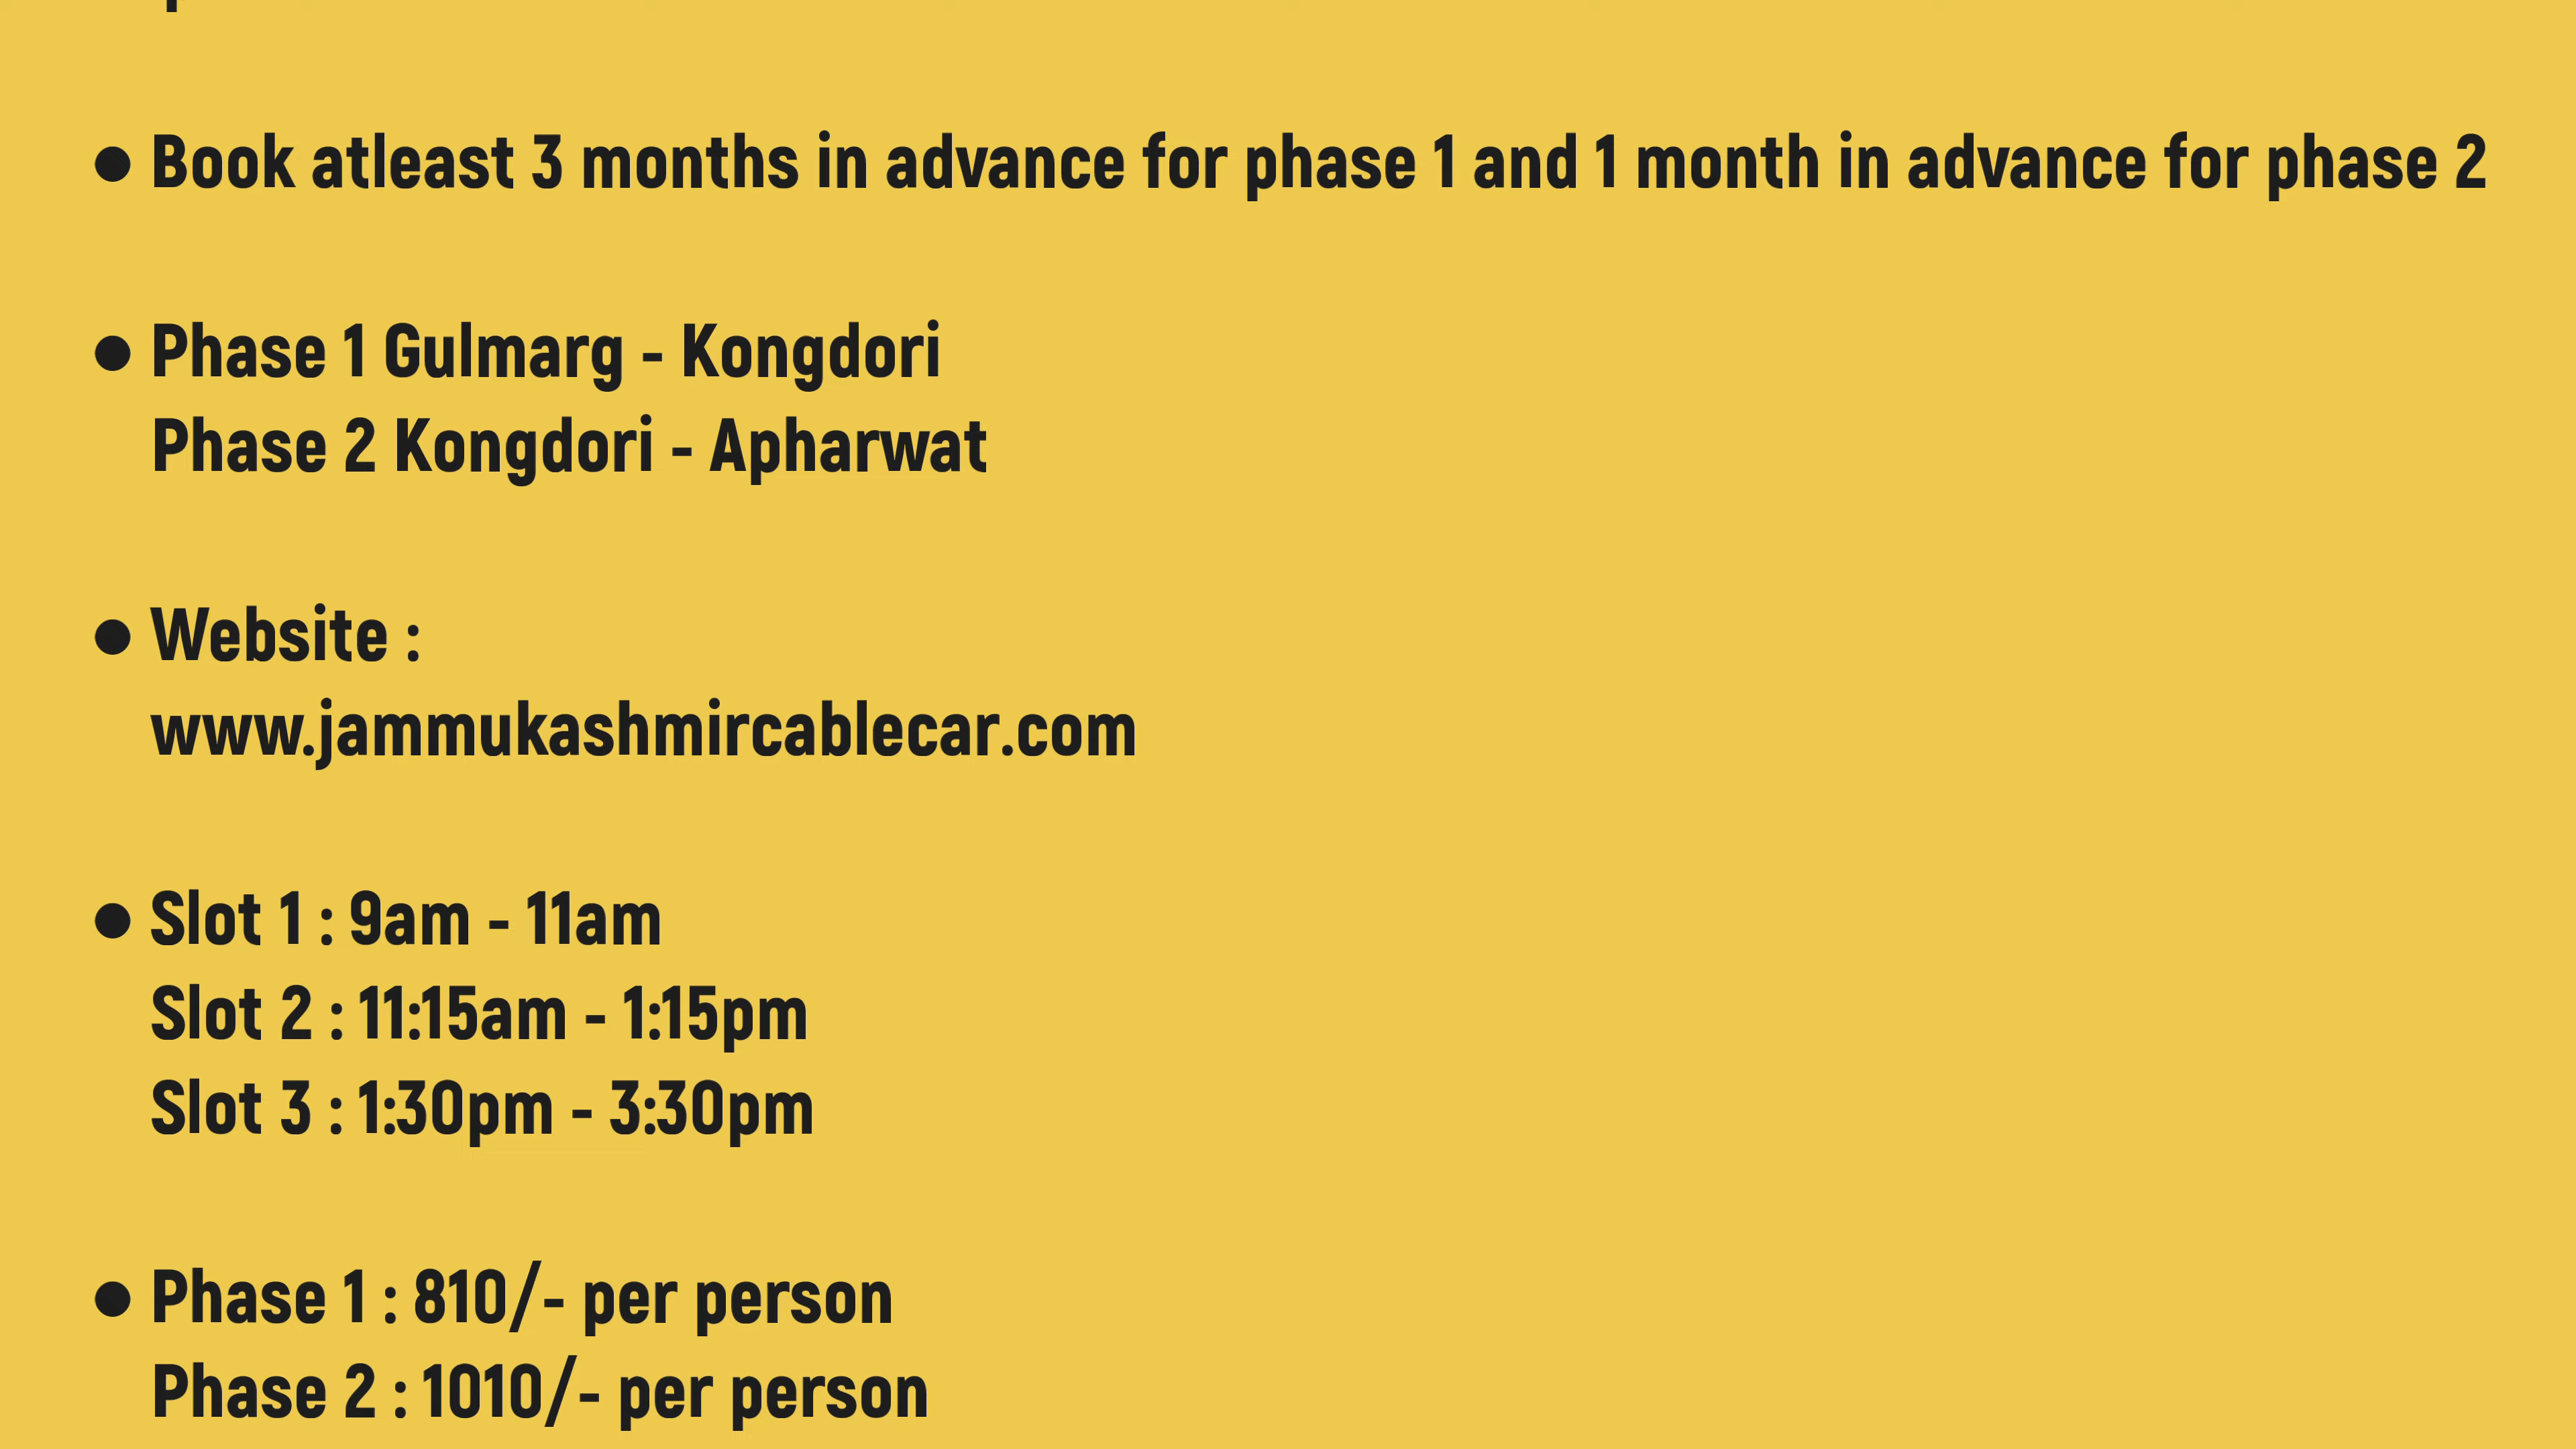 ● Book atleast 3 months in advance for phase 1 and 1 month in advance for phase 2
● Phase 1 Gulmarg - Kongdori
Phase 2 Kongdori - Apharwat
● Website :
www.jammukashmircablecar.com
● Slot 1 : 9am - 11am
Slot 2 : 11:15am - 1:15pm
Slot 3 : 1:30pm - 3:30pm
● Phase 1 : 810/- per person
Phase 2 : 1010/- per person